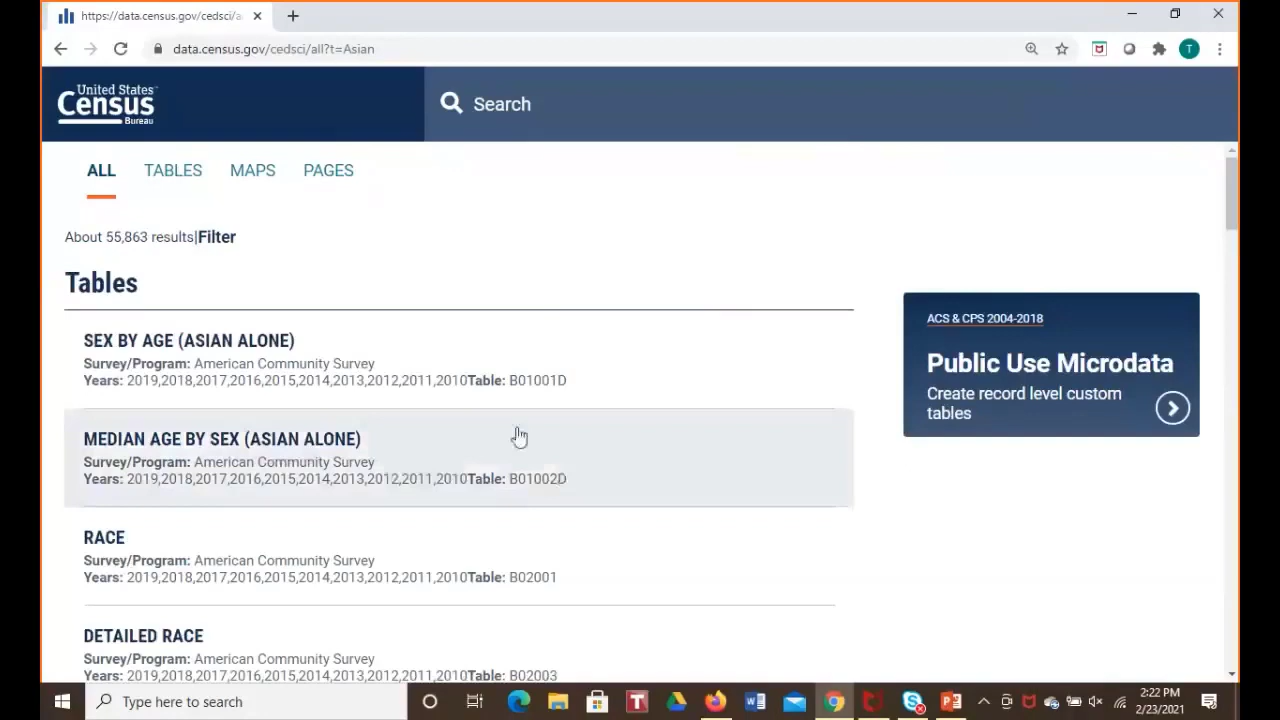 https://data.census.gov/cedsci/a
data.census.gov/cedsci/all?t=Asian
T
United States
Census
Bureau
Search
ALL TABLES MAPS PAGES
About 55,863 results|Filter
Tables
SEX BY AGE (ASIAN ALONE)
Survey/Program: American Community Survey
Years: 2019,2018,2017,2016,2015,2014,2013,2012,2011,2010Table: B01001D
ACS & CPS 2004-2018
Public Use Microdata
Create record level custom
tables
MEDIAN AGE BY SEX (ASIAN ALONE)
Survey/Program: American Community Survey
Years: 2019,2018,2017,2016,2015,2014,2013,2012,2011,2010Table: B01002D
RACE
Survey/Program: American Community Survey
Years: 2019,2018,2017,2016,2015,2014,2013,2012,2011,2010Table: B02001
DETAILED RACE
Survey/Program: American Community Survey
Years: 2019,2018,2017,2016,2015,2014,2013,2012,2011,2010Table: B02003
Type here to search
T
2:22 PM
2/23/2021